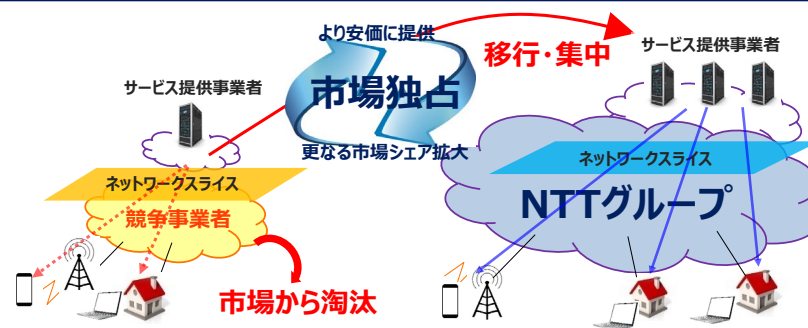 より安価に提供
市場独占
更なる市場シェア拡大
移行・集中
サービス提供事業者
サービス提供事業者
ネットワークスライス
競争事業者
市場から淘汰
ネットワークスライス
NTTグループ